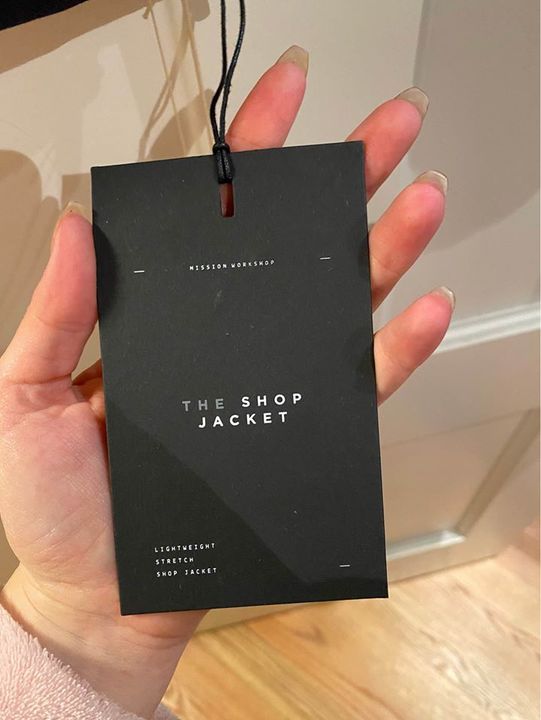 MISSION WORKSHOP
THE SHOP
JACKET
LIGHTWEIGHT
STRETCH
SHOP JACKET